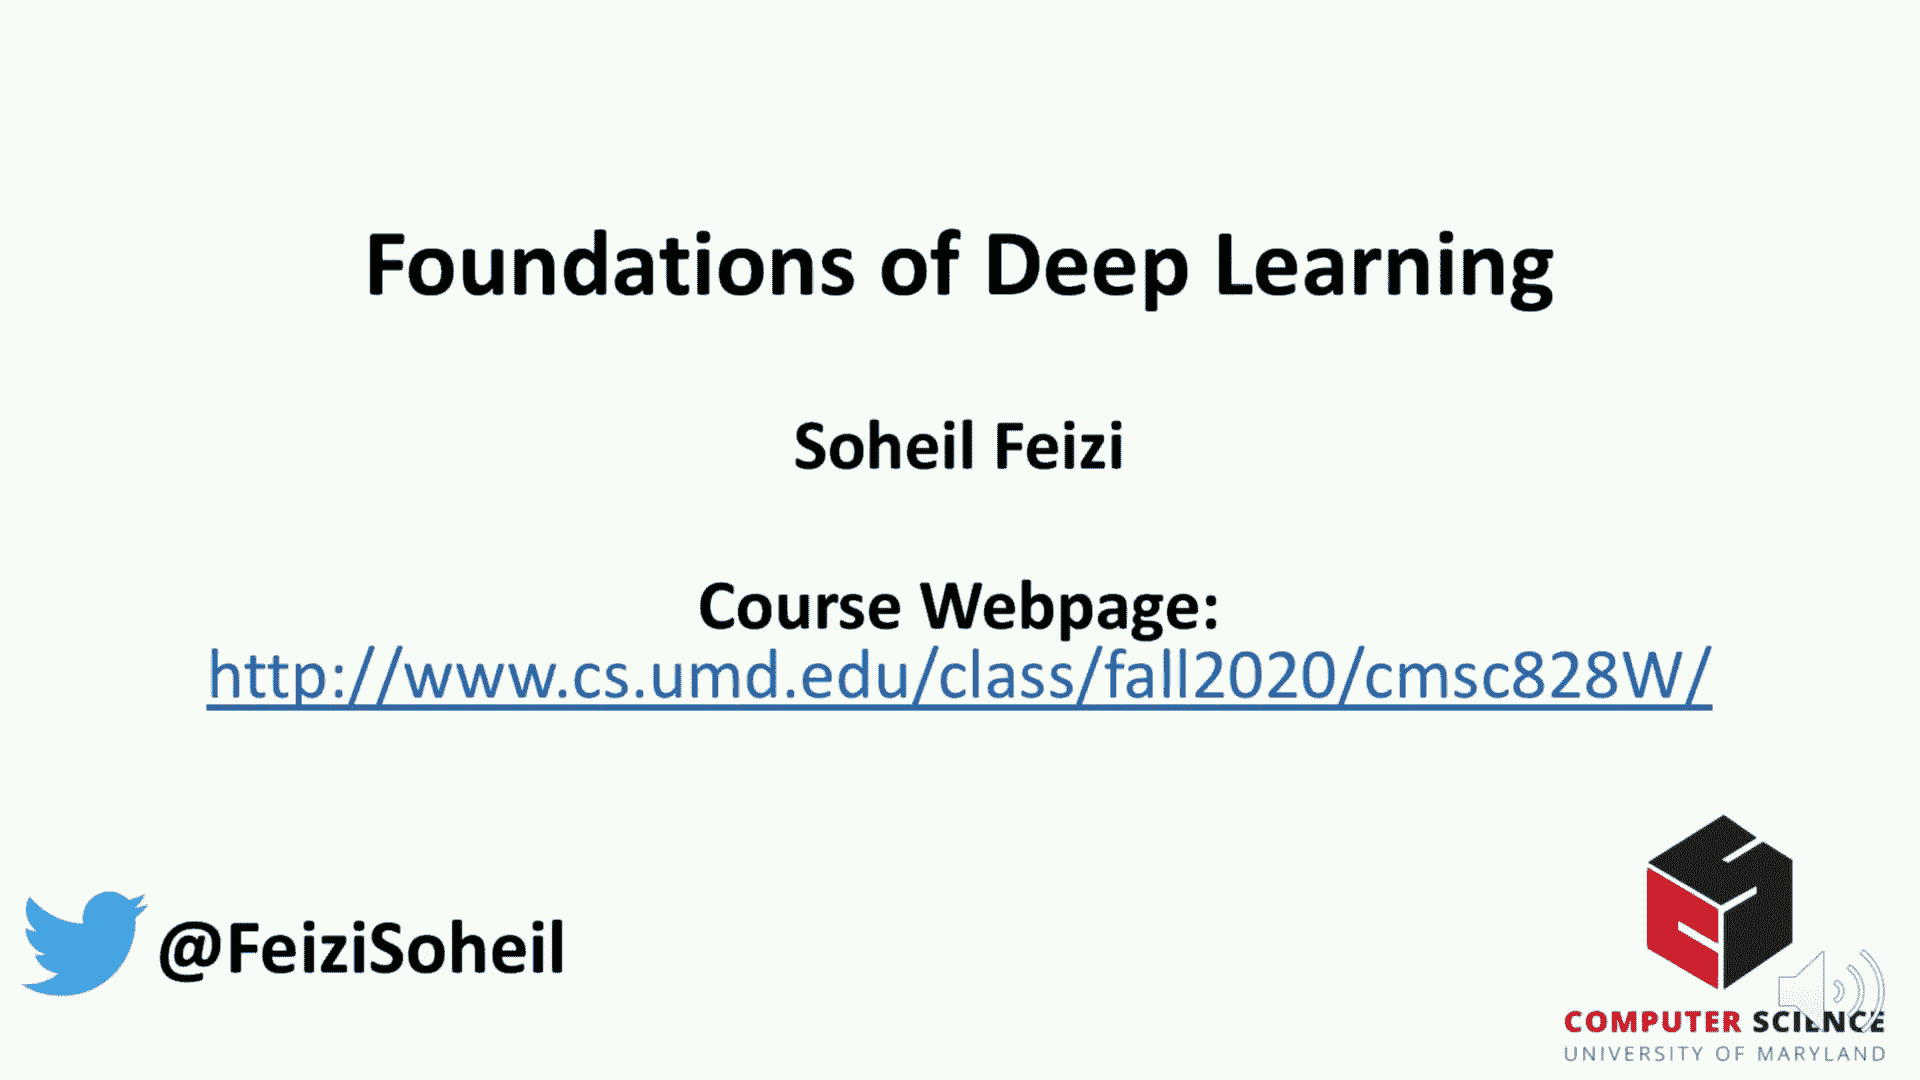 Foundations of Deep Learning
Soheil Feizi
Course Webpage:
http://www.cs.umd.edu/class/fall2020/cmsc828W/
@FeiziSoheil
COMPUTER SCIENCE
UNIVERSITY OF MARYLAND